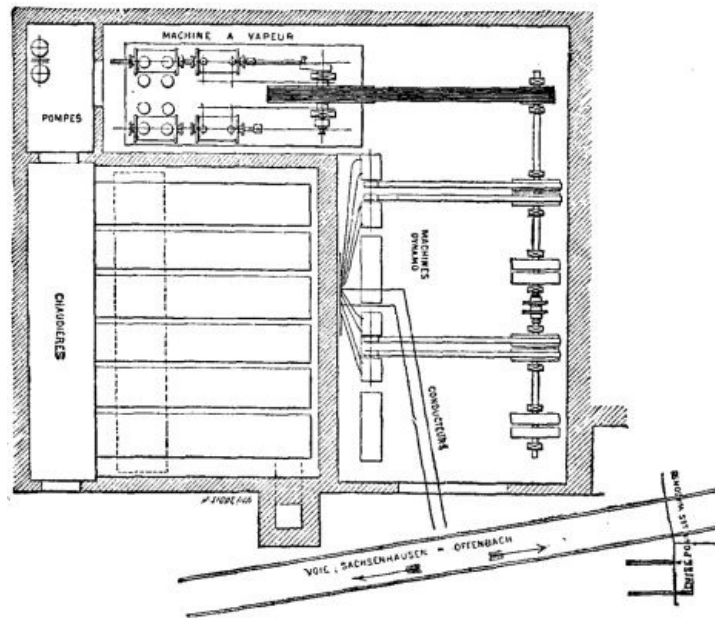 MACHINE A VAPEUR
POMPES
CHAUDIERES
MACHINES
DYNAMO
CONDUCTEURS
VOIE , SACHSENHAUSEN = OFFENBACH